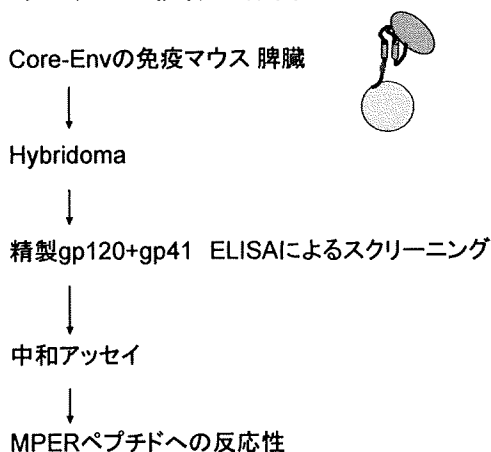 Core-Envの免疫マウス 脾臓
Hybridoma
精製gp120+gp41 ELISAによるスクリーニング
中和アッセイ
MPERペプチドへの反応性